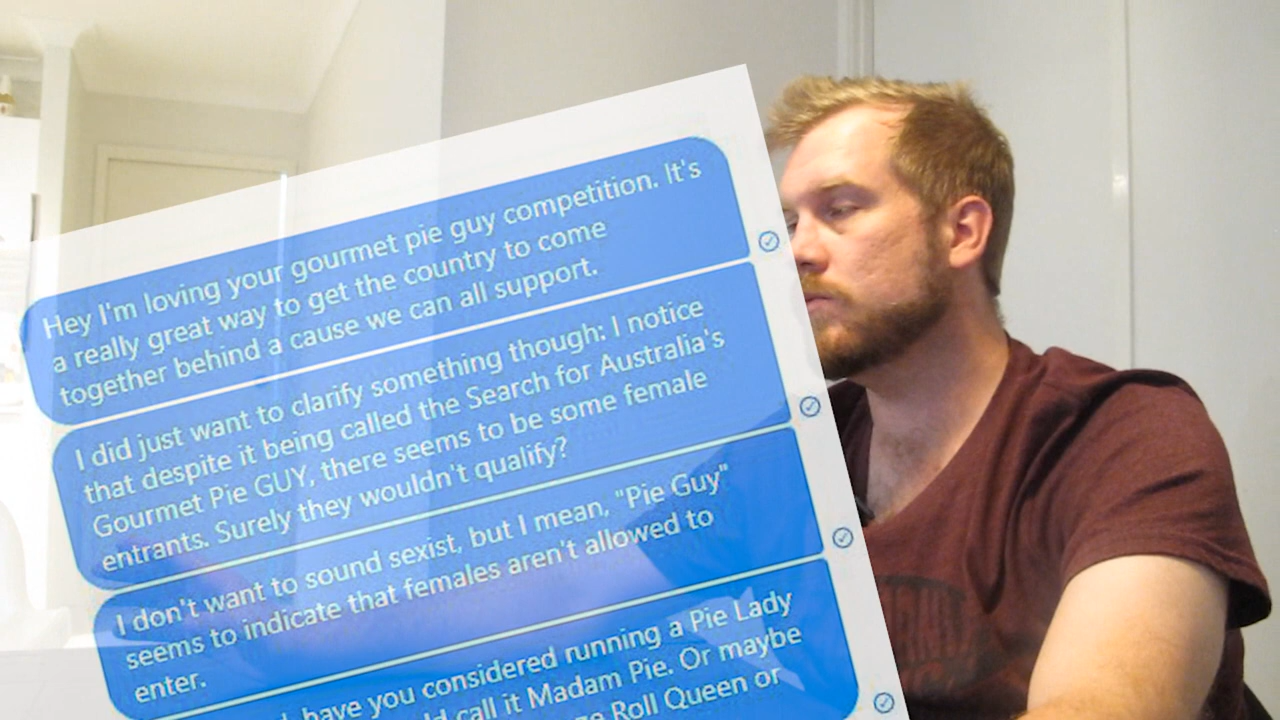 Hey I'm loving your gourmet pie guy competition. It's
a really great way to get the country to come
together behind a cause we can all support.
I did just want to clarify something though: I notice
that despite it being called the Search for Australia's
Gourmet Pie GUY, there seems to be some female
entrants. Surely they wouldn't qualify?
I don't want to sound sexist, but I mean, "Pie Guy"
seems to indicate that females aren't allowed to
enter.
have you considered running a Pie Lady
call it Madam Pie. Or maybe
Roll Queen or